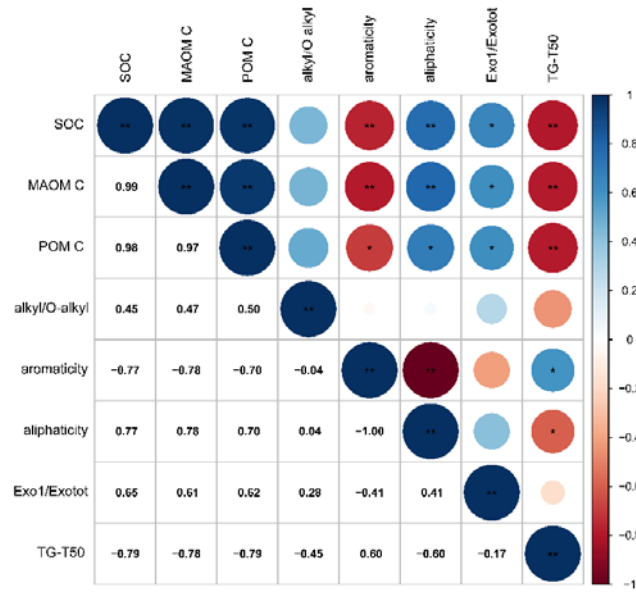 SOC
MAOM C
POM C
alkyl/O alkyl
aromaticity
aliphaticity
Exo1/Exotot
TG-T50
SOC ** ** ** ** ** * **
MAOM C 0.99 ** ** ** ** * **
POM C 0.98 0.97 ** * * * **
alkyl/O-alkyl 0.45 0.47 0.50 **
aromaticity −0.77 −0.78 −0.70 −0.04 ** ** *
aliphaticity 0.77 0.78 0.70 0.04 −1.00 ** *
Exo1/Exotot 0.65 0.61 0.62 0.28 −0.41 0.41 **
TG-T50 −0.79 −0.78 −0.79 −0.45 0.60 −0.60 −0.17 **
1
0.8
0.6
0.4
0.2
0
−1